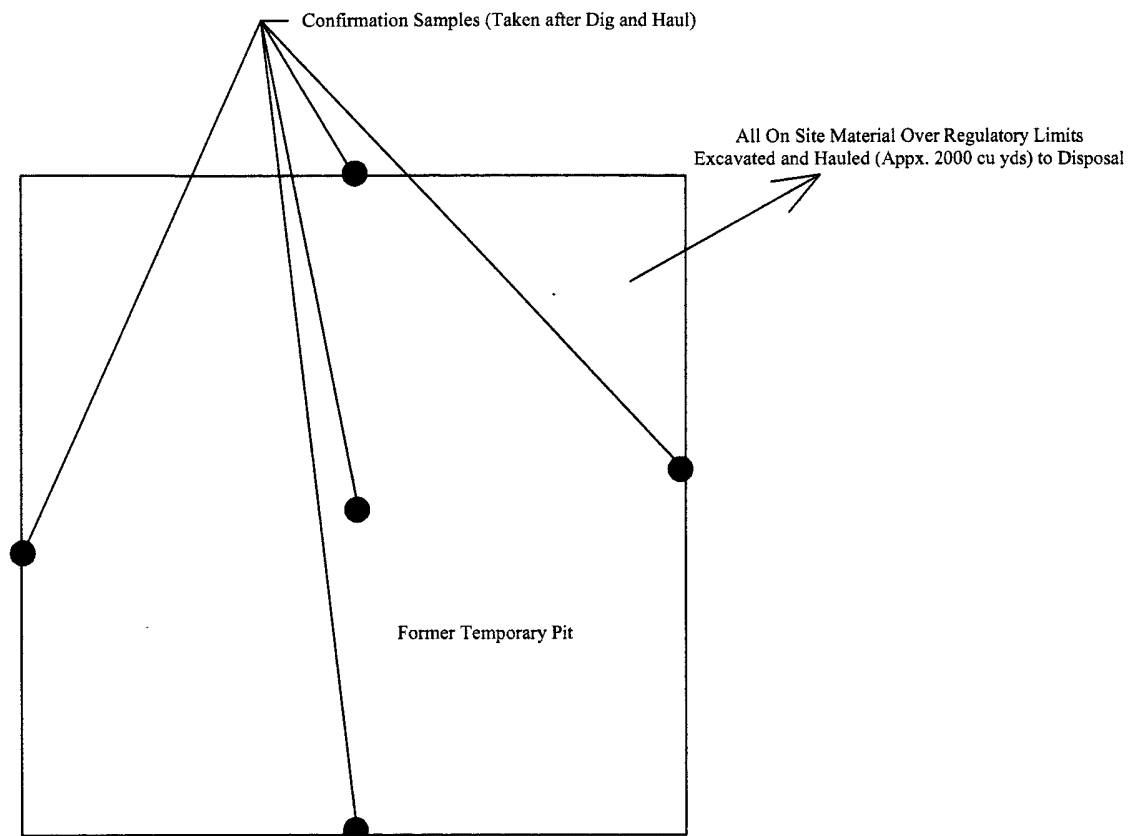 Confirmation Samples (Taken after Dig and Haul)
All On Site Material Over Regulatory Limits
Excavated and Hauled (Appx. 2000 cu yds) to Disposal
Former Temporary Pit